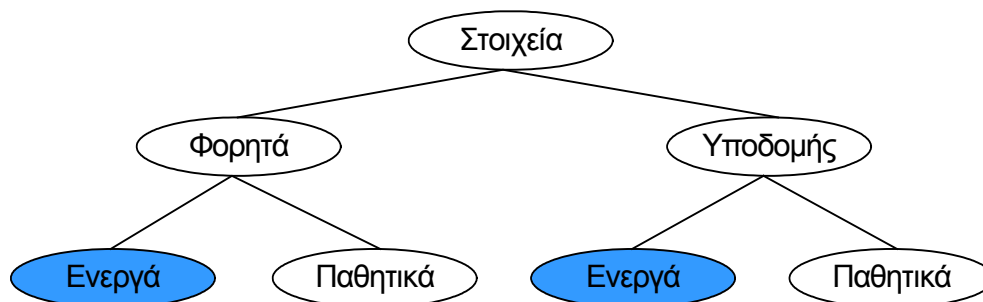 Στοιχεία
Φορητά
Υποδομής
Ενεργά
Παθητικά
Ενεργά
Παθητικά